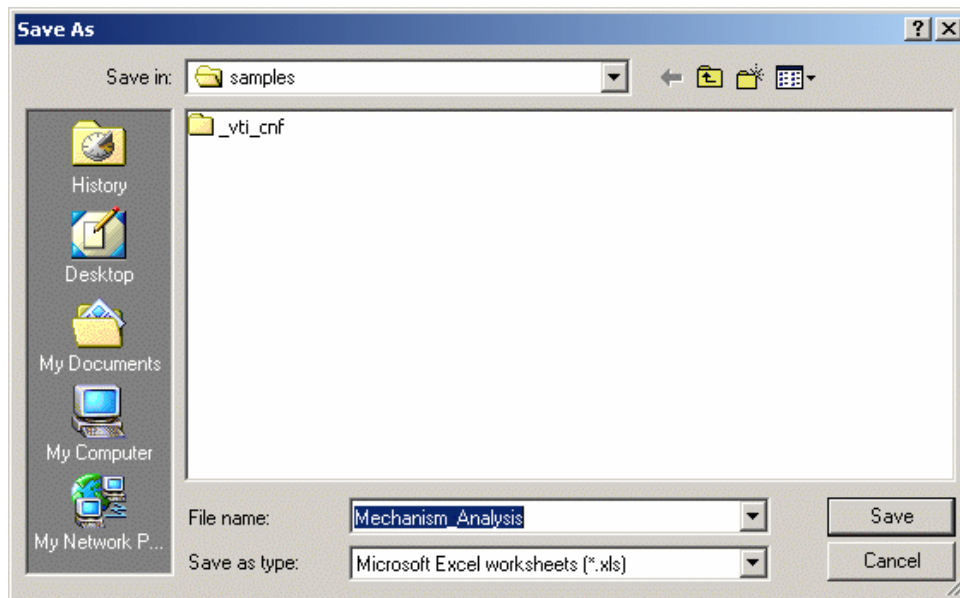 Save As
Save in: samples
_vti_cnf
History
Desktop
My Documents
My Computer
My Network P...
File name: Mechanism_Analysis Save
Save as type: Microsoft Excel worksheets (*.xls) Cancel